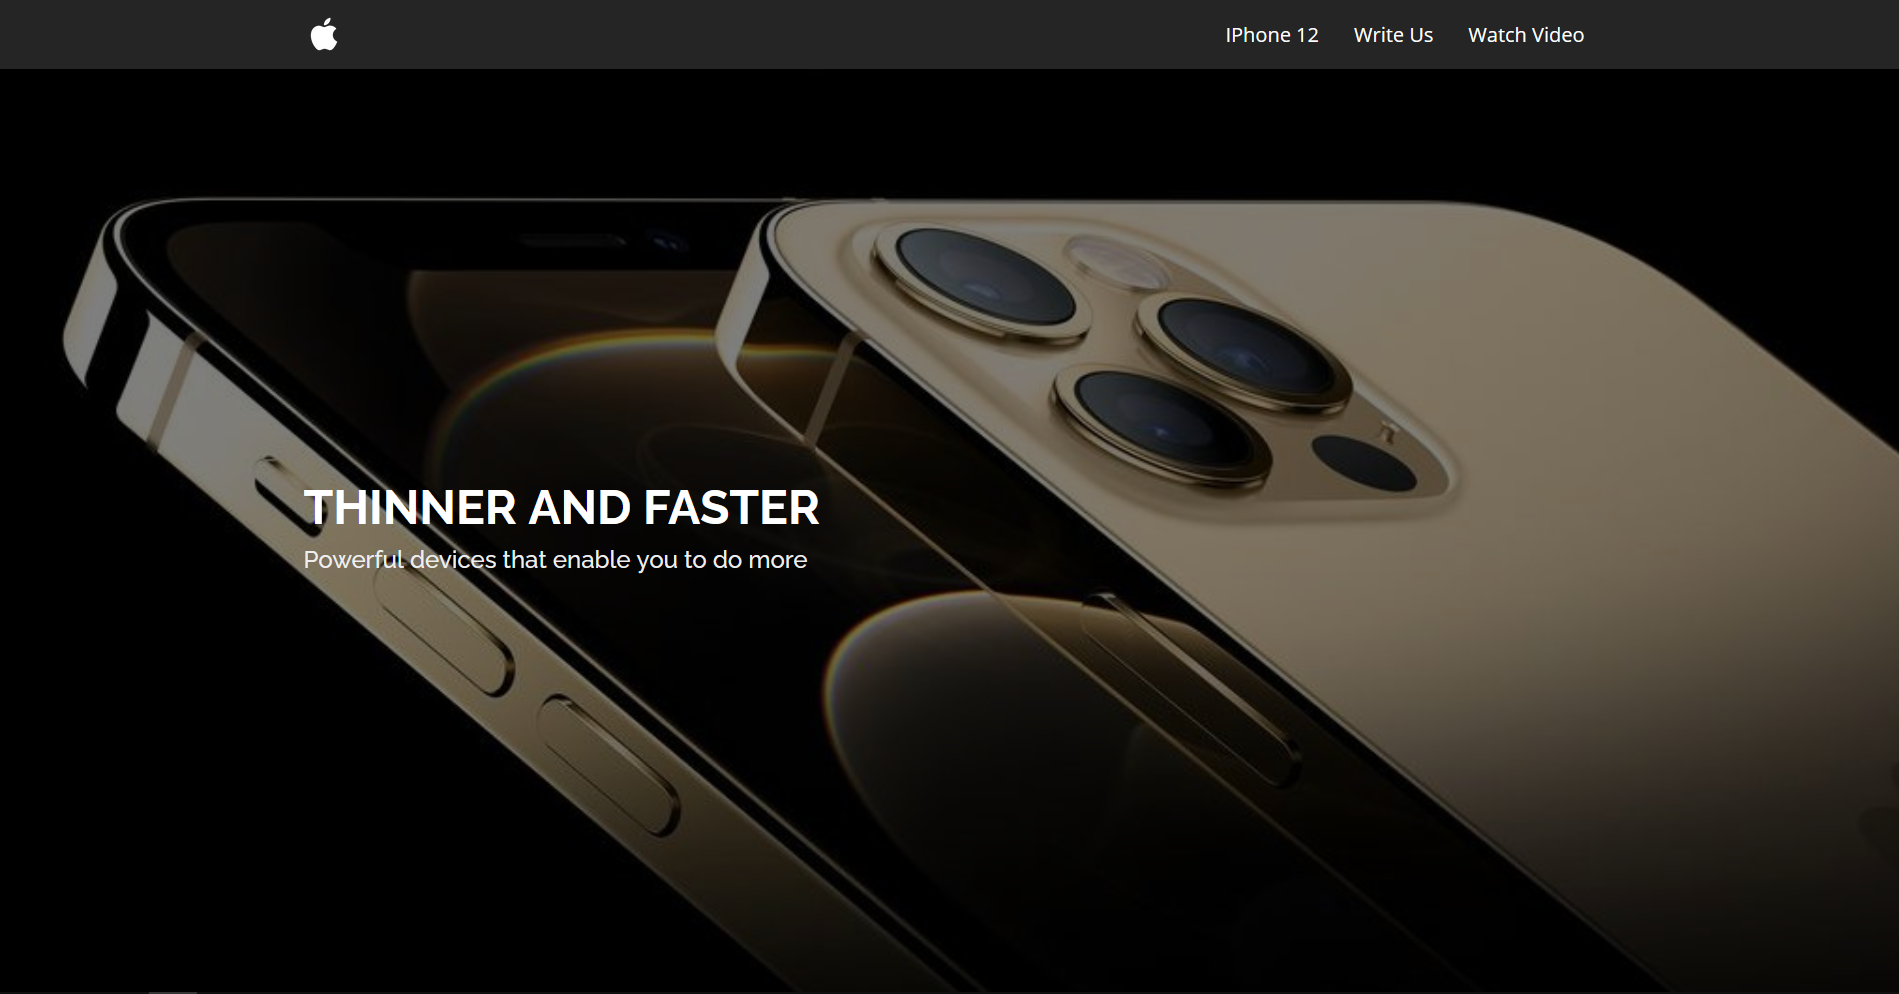 IPhone 12 Write Us Watch Video
THINNER AND FASTER
Powerful devices that enable you to do more